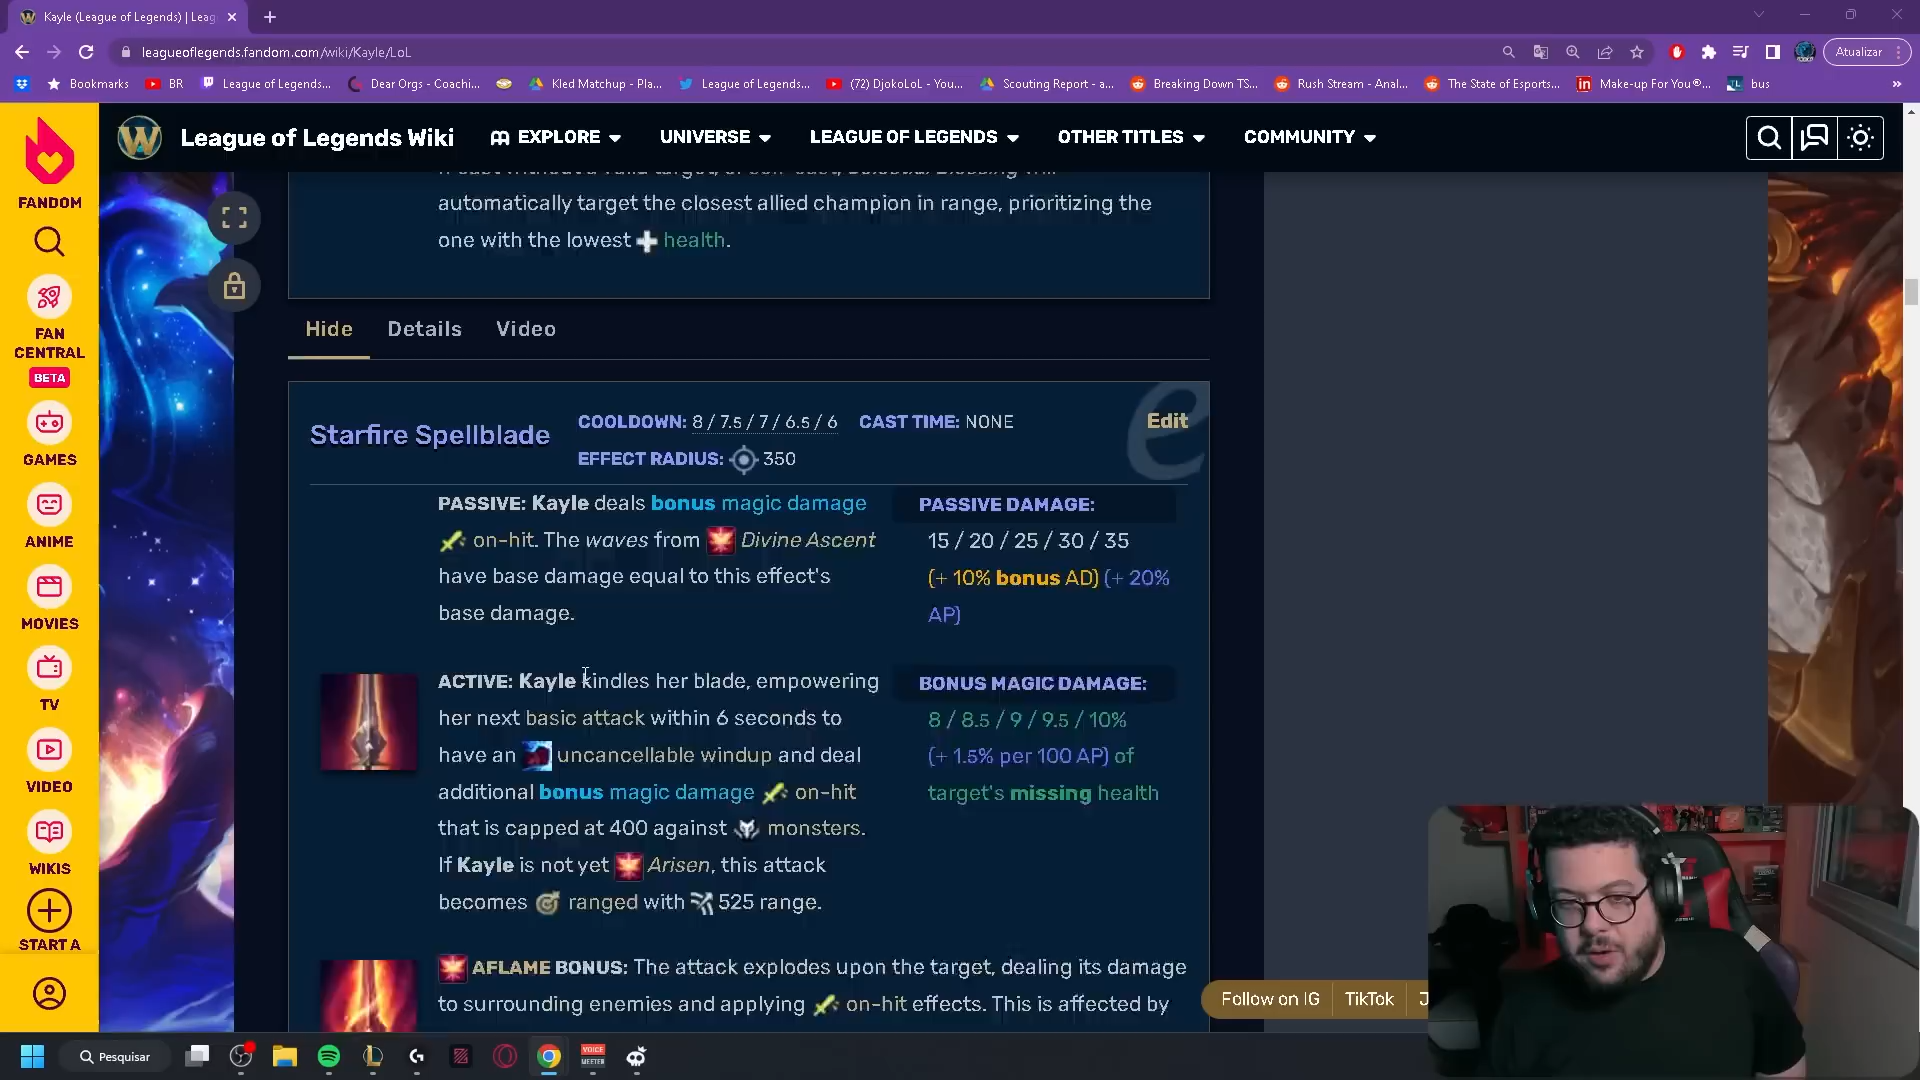 Kayle (League of Legends) | Leag
leagueoflegends.fandom.com/wiki/Kayle/LoL
Atualizar
Bookmarks
BR
League of Legends...
Dear Orgs - Coachi...
Kled Matchup - Pla...
League of Legends...
(72) DjokoLoL - You...
Scouting Report - a...
Breaking Down TS...
Rush Stream - Anal...
The State of Esports...
Make-up For You®...
bus
League of Legends Wiki
EXPLORE
UNIVERSE
LEAGUE OF LEGENDS
OTHER TITLES
COMMUNITY
FANDOM
FAN
CENTRAL
BETA
GAMES
ANIME
MOVIES
TV
VIDEO
WIKIS
START A
automatically target the closest allied champion in range, prioritizing the
one with the lowest health.
Hide Details Video
Starfire Spellblade
COOLDOWN: 8 / 7.5 / 7 / 6.5 / 6 CAST TIME: NONE
EFFECT RADIUS: 350
Edit
PASSIVE: Kayle deals bonus magic damage
on-hit. The waves from Divine Ascent
have base damage equal to this effect's
base damage.
PASSIVE DAMAGE:
15 / 20 / 25 / 30 / 35
(+ 10% bonus AD) (+ 20%
AP)
ACTIVE: Kayle kindles her blade, empowering
her next basic attack within 6 seconds to
have an uncancellable windup and deal
additional bonus magic damage on-hit
that is capped at 400 against monsters.
If Kayle is not yet Arisen, this attack
becomes ranged with 525 range.
BONUS MAGIC DAMAGE:
8 / 8.5 / 9 / 9.5 / 10%
(+ 1.5% per 100 AP) of
target's missing health
AFLAME BONUS: The attack explodes upon the target, dealing its damage
to surrounding enemies and applying on-hit effects. This is affected by
Follow on IG
TikTok
J
Pesquisar
VOICE
MEETER